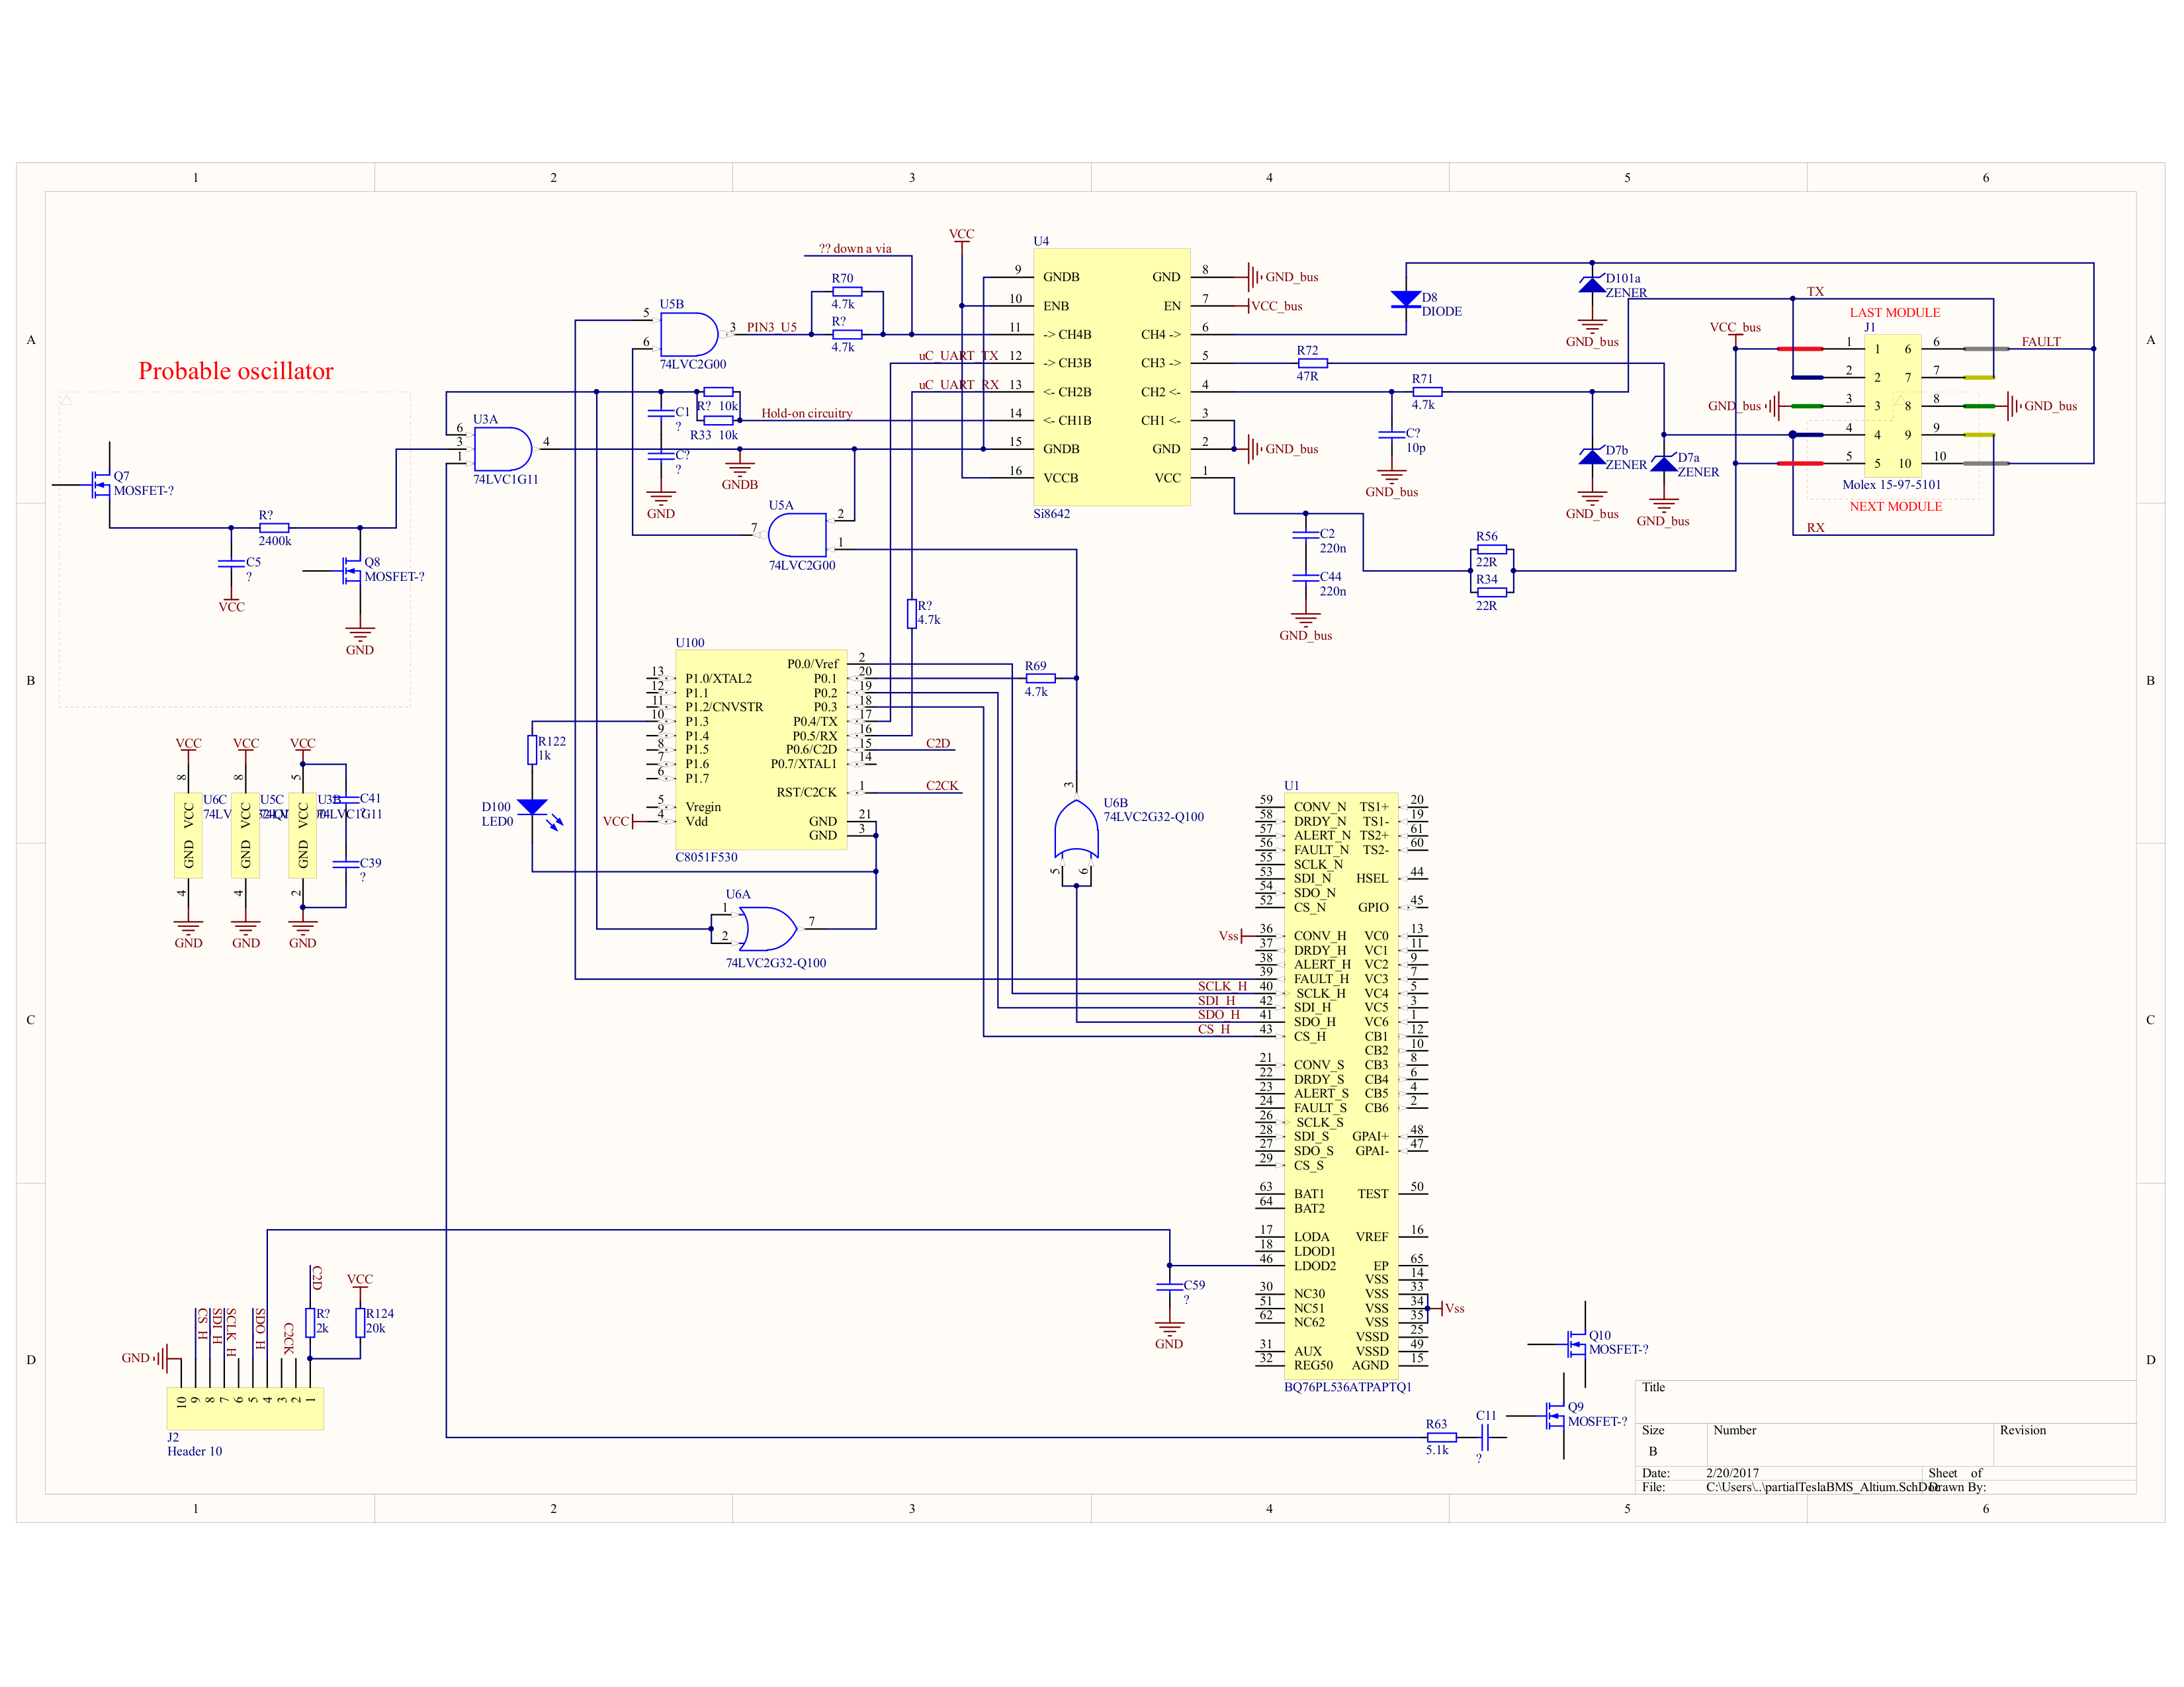 1 2 3 4 5 6
A
B
C
D
Probable oscillator
Q7
MOSFET-?
R?
2400k
C5
?
VCC
Q8
MOSFET-?
GND
6
3
1
U3A
4
74LVC1G11
5
6
U5B
3
74LVC2G00
PIN3_U5
?? down a via
R70
4.7k
R?
4.7k
uC_UART_TX
uC_UART_RX
C1
?
R? 10k
R33 10k
Hold-on circuitry
C?
?
GND
GNDB
U5A
7
2
1
74LVC2G00
R?
4.7k
VCC
U4
9 GNDB GND 8
10 ENB EN 7
11 -> CH4B CH4 -> 6
12 -> CH3B CH3 -> 5
13 <- CH2B CH2 <- 4
14 <- CH1B CH1 <- 3
15 GNDB GND 2
16 VCCB VCC 1
Si8642
GND_bus
VCC_bus
GND_bus
D8
DIODE
R72
47R
R71
4.7k
C?
10p
GND_bus
C2
220n
C44
220n
GND_bus
R56
22R
R34
22R
D101a
ZENER
GND_bus
D7b
ZENER
GND_bus
D7a
ZENER
GND_bus
TX
LAST MODULE
VCC_bus
J1
1 1 6 6 FAULT
2 2 7 7
GND_bus 3 3 8 8 GND_bus
4 4 9 9
5 5 10 10
Molex 15-97-5101
NEXT MODULE
RX
U100
P0.0/Vref 2
13 P1.0/XTAL2 P0.1 20
12 P1.1 P0.2 19
11 P1.2/CNVSTR P0.3 18
10 P1.3 P0.4/TX 17
9 P1.4 P0.5/RX 16
8 P1.5 P0.6/C2D 15 C2D
7 P1.6 P0.7/XTAL1 14
6 P1.7
RST/C2CK 1 C2CK
5 Vregin
VCC 4 Vdd GND 21
GND 3
C8051F530
R69
4.7k
R122
1k
D100
LED0
U6A
1
2
7
74LVC2G32-Q100
3
U6B
74LVC2G32-Q100
5 6
VCC VCC VCC
8 8 5
U6C
U5C
C41
74LVC1G11
VCC VCC VCC
GND GND GND
C39
?
4 4 2
GND GND GND
U1
59 CONV_N TS1+ 20
58 DRDY_N TS1- 19
57 ALERT_N TS2+ 61
56 FAULT_N TS2- 60
55 SCLK_N
53 SDI_N HSEL 44
54 SDO_N
52 CS_N GPIO 45
Vss 36 CONV_H VC0 13
37 DRDY_H VC1 11
38 ALERT_H VC2 9
39 FAULT_H VC3 7
SCLK_H 40 SCLK_H VC4 5
SDI_H 42 SDI_H VC5 3
SDO_H 41 SDO_H VC6 1
CS_H 43 CS_H CB1 12
CB2 10
21 CONV_S CB3 8
22 DRDY_S CB4 6
23 ALERT_S CB5 4
24 FAULT_S CB6 2
26 SCLK_S
28 SDI_S GPAI+ 48
27 SDO_S GPAI- 47
29 CS_S
63 BAT1 TEST 50
64 BAT2
17 LODA VREF 16
18 LDOD1
46 LDOD2 EP 65
VSS 14
30 NC30 VSS 33
51 NC51 VSS 34 Vss
62 NC62 VSS 35
VSSD 25
31 AUX VSSD 49
32 REG50 AGND 15
BQ76PL536ATPAPTQ1
C59
?
GND
C2D
VCC
R?
2k
R124
20k
CS_H
SDI_H
SCLK_H
SDO_H
C2CK
GND
10 9 8 7 6 5 4 3 2 1
J2
Header 10
R63
5.1k
C11
?
Q10
MOSFET-?
Q9
MOSFET-?
Title
Size Number Revision
B
Date: 2/20/2017 Sheet of
File: C:\Users\..\partialTeslaBMS_Altium.SchDoc Drawn By:
1 2 3 4 5 6
A
B
C
D